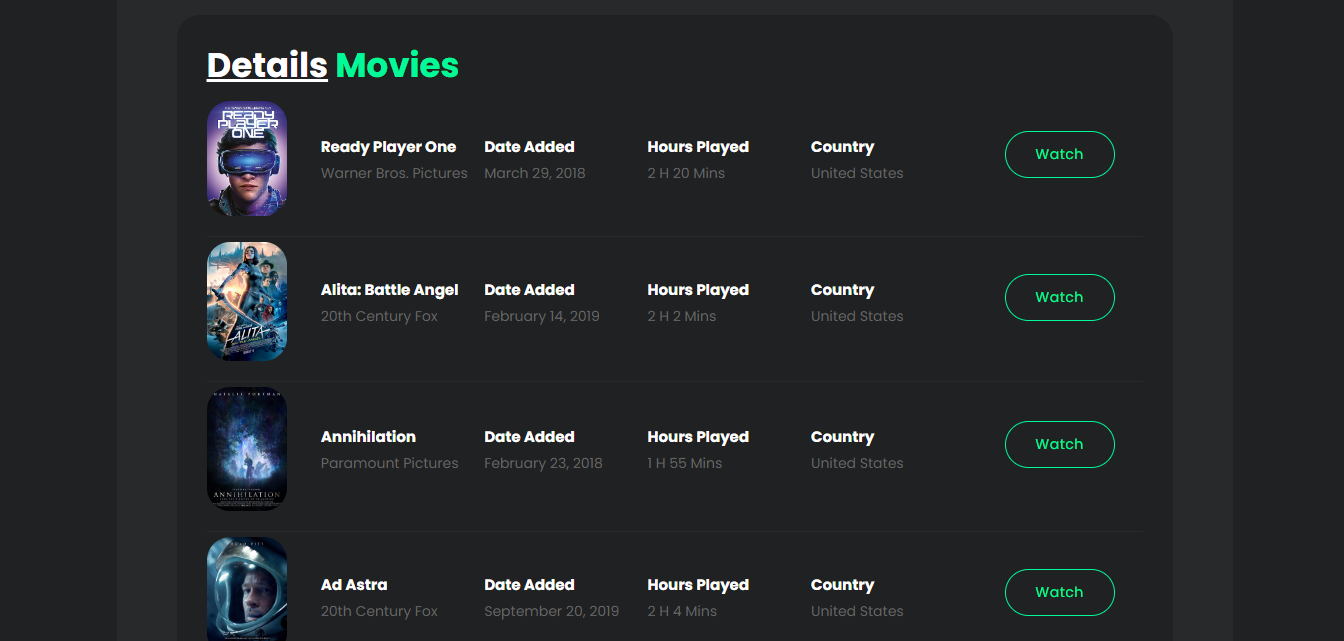 Details Movies
READY
PLAYER
ONE
Ready Player One Date Added Hours Played Country
Warner Bros. Pictures March 29, 2018 2 H 20 Mins United States
Watch
ALITA
Alita: Battle Angel Date Added Hours Played Country
20th Century Fox February 14, 2019 2 H 2 Mins United States
Watch
NATALIE PORTMAN
ANNIHILATION
Annihilation Date Added Hours Played Country
Paramount Pictures February 23, 2018 1 H 55 Mins United States
Watch
BRAD PITT
Ad Astra Date Added Hours Played Country
20th Century Fox September 20, 2019 2 H 4 Mins United States
Watch